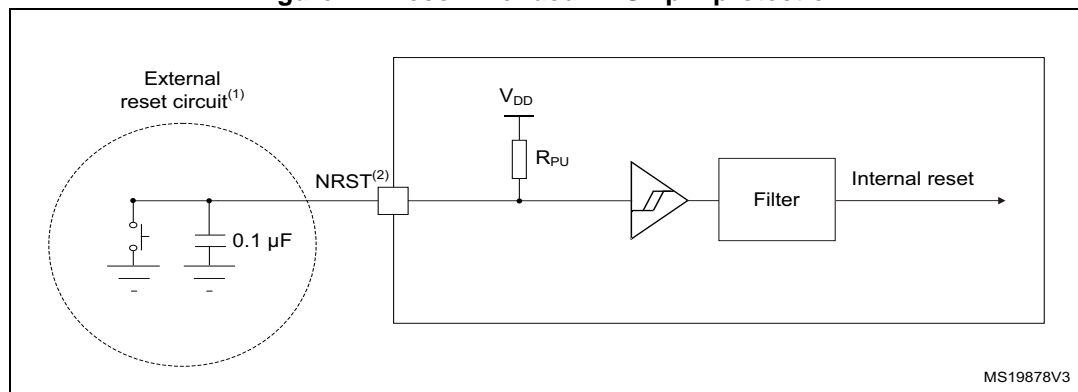 External
reset circuit(1)
VDD
RPU
NRST(2)
Filter
Internal reset
0.1 µF
MS19878V3